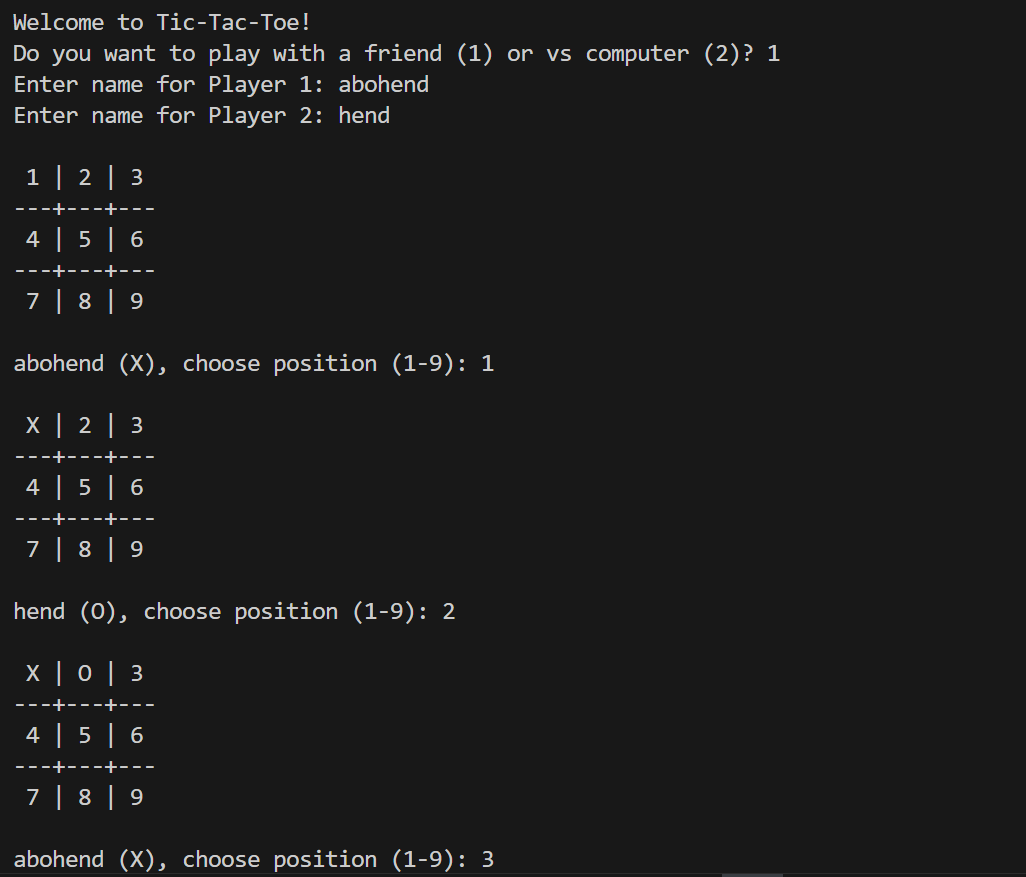 Welcome to Tic-Tac-Toe!
Do you want to play with a friend (1) or vs computer (2)? 1
Enter name for Player 1: abohend
Enter name for Player 2: hend
1 | 2 | 3
---+---+---
4 | 5 | 6
---+---+---
7 | 8 | 9
abohend (X), choose position (1-9): 1
X | 2 | 3
---+---+---
4 | 5 | 6
---+---+---
7 | 8 | 9
hend (O), choose position (1-9): 2
X | O | 3
---+---+---
4 | 5 | 6
---+---+---
7 | 8 | 9
abohend (X), choose position (1-9): 3